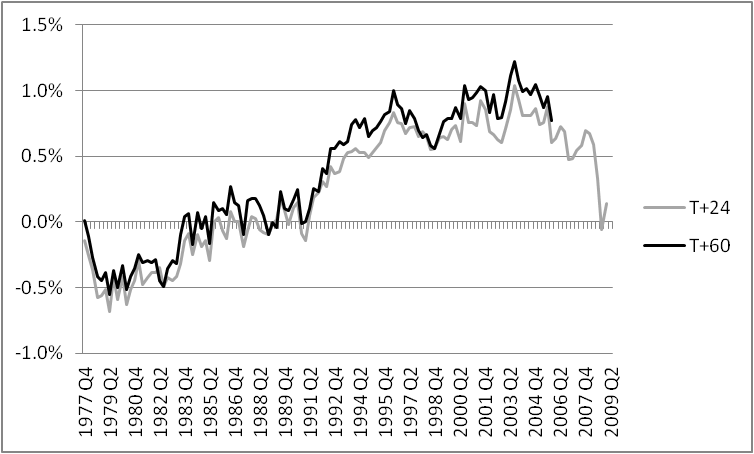 1.5%
1.0%
0.5%
0.0%
-0.5%
-1.0%
1977 Q4
1979 Q2
1980 Q4
1982 Q2
1983 Q4
1985 Q2
1986 Q4
1988 Q2
1989 Q4
1991 Q2
1992 Q4
1994 Q2
1995 Q4
1997 Q2
1998 Q4
2000 Q2
2001 Q4
2003 Q2
2004 Q4
2006 Q2
2007 Q4
2009 Q2
T+24
T+60